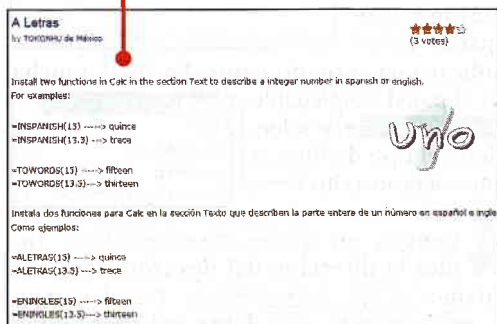 A Letras
by TOKONHU de México
(3 votes)
Install two functions in Calc in the section Text to describe a integer number in spanish or english.
For examples:
=INSPANISH(15) -----> quince
=INSPANISH(13.3) ----> trece
Uno
=TOWORDS(15) -----> fifteen
=TOWORDS(13.5)---> thirteen
Instala dos funciones para Calc en la sección Texto que describen la parte entera de un número en español e ingle
Como ejemplos:
=ALETRAS(15) -----> quince
=ALETRAS(13.5) ---> trece
=ENINGLES(15) -----> fifteen
=ENINGLES(13.5)---> thirteen